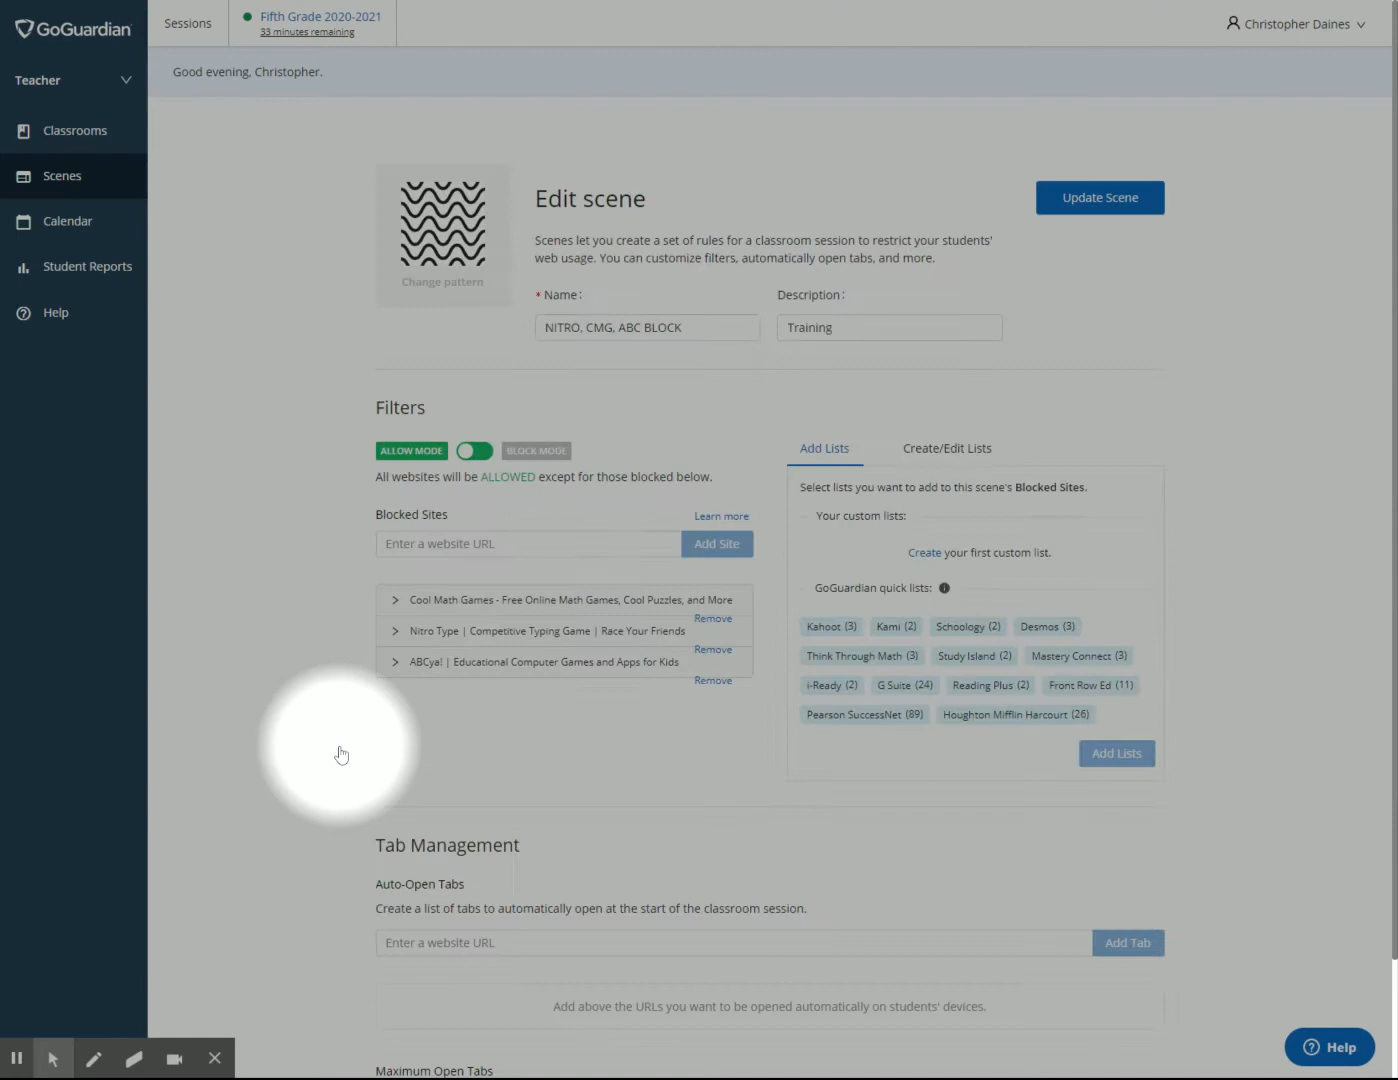 GoGuardian
Sessions
Fifth Grade 2020-2021
33 minutes remaining
Christopher Daines
Teacher
Good evening, Christopher.
Classrooms
Scenes
Calendar
Student Reports
Help
Change pattern
Edit scene
Update Scene
Scenes let you create a set of rules for a classroom session to restrict your students'
web usage. You can customize filters, automatically open tabs, and more.
* Name:
Description:
NITRO, CMG, ABC BLOCK
Training
Filters
ALLOW MODE
BLOCK MODE
All websites will be ALLOWED except for those blocked below.
Blocked Sites
Learn more
Enter a website URL
Add Site
Cool Math Games - Free Online Math Games, Cool Puzzles, and More
Remove
Nitro Type | Competitive Typing Game | Race Your Friends
Remove
ABCya! | Educational Computer Games and Apps for Kids
Remove
Add Lists
Create/Edit Lists
Select lists you want to add to this scene's Blocked Sites.
Your custom lists:
Create your first custom list.
GoGuardian quick lists:
Kahoot (3) Kami (2) Schoology (2) Desmos (3)
Think Through Math (3) Study Island (2) Mastery Connect (3)
i-Ready (2) G Suite (24) Reading Plus (2) Front Row Ed (11)
Pearson SuccessNet (89) Houghton Mifflin Harcourt (26)
Add Lists
Tab Management
Auto-Open Tabs
Create a list of tabs to automatically open at the start of the classroom session.
Enter a website URL
Add Tab
Add above the URLs you want to be opened automatically on students' devices.
Maximum Open Tabs
Help